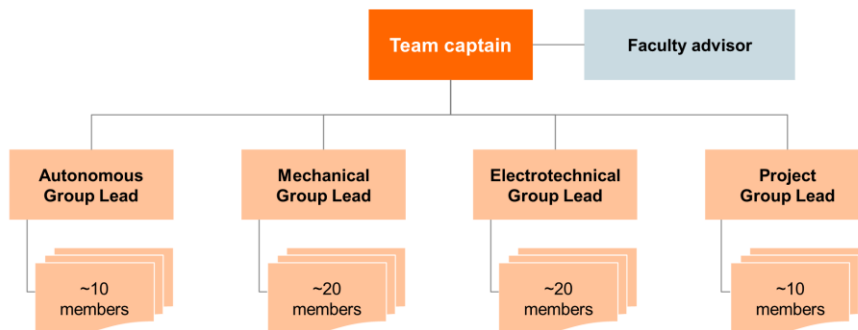 Team captain
Faculty advisor
Autonomous
Group Lead
Mechanical
Group Lead
Electrotechnical
Group Lead
Project
Group Lead
~10
members
~20
members
~20
members
~10
members